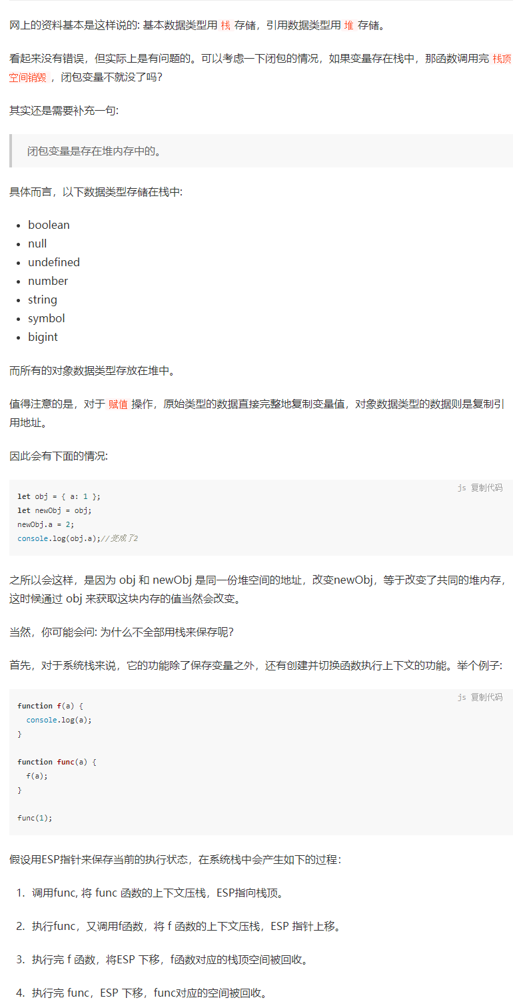 网上的资料基本是这样说的: 基本数据类型用 栈 存储，引用数据类型用 堆 存储。
看起来没有错误，但实际上是有问题的。可以考虑一下闭包的情况，如果变量存在栈中，那函数调用完 栈顶
空间销毁 ，闭包变量不就没了吗?
其实还是需要补充一句:
闭包变量是存在堆内存中的。
具体而言，以下数据类型存储在栈中:
• boolean
• null
• undefined
• number
• string
• symbol
• bigint
而所有的对象数据类型存放在堆中。
值得注意的是，对于 赋值 操作，原始类型的数据直接完整地复制变量值，对象数据类型的数据则是复制引
用地址。
因此会有下面的情况:
js 复制代码
let obj = { a: 1 };
let newObj = obj;
newObj.a = 2;
console.log(obj.a);//变成了2
之所以会这样，是因为 obj 和 newObj 是同一份堆空间的地址，改变newObj，等于改变了共同的堆内存，
这时候通过 obj 来获取这块内存的值当然会改变。
当然，你可能会问: 为什么不全部用栈来保存呢?
首先，对于系统栈来说，它的功能除了保存变量之外，还有创建并切换函数执行上下文的功能。举个例子:
js 复制代码
function f(a) {
  console.log(a);
}
function func(a) {
  f(a);
}
func(1);
假设用ESP指针来保存当前的执行状态，在系统栈中会产生如下的过程：
1. 调用func, 将 func 函数的上下文压栈，ESP指向栈顶。
2. 执行func，又调用f函数，将 f 函数的上下文压栈，ESP 指针上移。
3. 执行完 f 函数，将ESP 下移，f函数对应的栈顶空间被回收。
4. 执行完 func，ESP 下移，func对应的空间被回收。